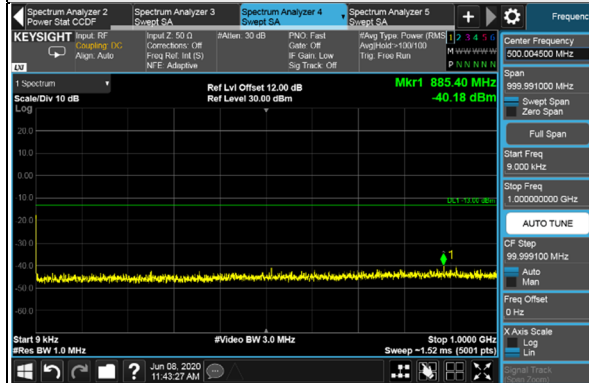 Spectrum Analyzer 2
Power Stat CCDF
Spectrum Analyzer 3
Swept SA
Spectrum Analyzer 4
Swept SA
Spectrum Analyzer 5
Swept SA
Frequenc
KEYSIGHT
Input: RF
Coupling: DC
Align: Auto
Input Z: 50 Ω
Corrections: Off
Freq Ref: Int (S)
NFE: Adaptive
#Atten: 30 dB
PNO: Fast
Gate: Off
IF Gain: Low
Sig Track: Off
#Avg Type: Power (RMS
Avg|Hold:>100/100
Trig: Free Run
1 2 3 4 5 6
M W W W W W
P N N N N N
LXI
1 Spectrum
Scale/Div 10 dB
Log
Ref Lvl Offset 12.00 dB
Ref Level 30.00 dBm
Mkr1 885.40 MHz
-40.18 dBm
20.0
10.0
0.00
-10.0
DL1 -13.00 dBm
-20.0
-30.0
-40.0
-50.0
-60.0
1
Start 9 kHz
#Res BW 1.0 MHz
#Video BW 3.0 MHz
Stop 1.0000 GHz
Sweep ~1.52 ms (5001 pts)
Jun 08, 2020
11:43:27 AM
Center Frequency
500.004500 MHz
Span
999.991000 MHz
Swept Span
Zero Span
Full Span
Start Freq
9.000 kHz
Stop Freq
1.000000000 GHz
AUTO TUNE
CF Step
99.999100 MHz
Auto
Man
Freq Offset
0 Hz
X Axis Scale
Log
Lin
Signal Track
(Span Zoom)